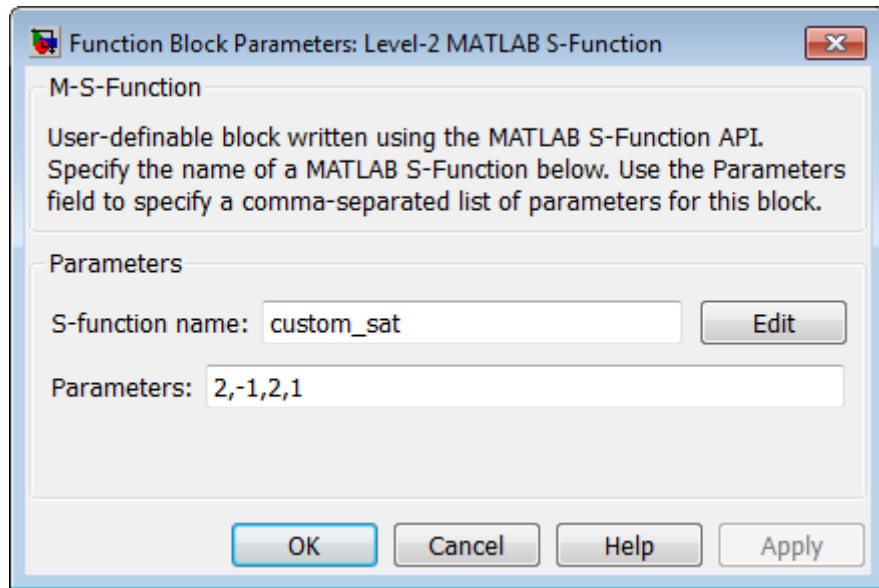 Function Block Parameters: Level-2 MATLAB S-Function
M-S-Function
User-definable block written using the MATLAB S-Function API.
Specify the name of a MATLAB S-Function below. Use the Parameters
field to specify a comma-separated list of parameters for this block.
Parameters
S-function name: custom_sat Edit
Parameters: 2,-1,2,1
OK Cancel Help Apply